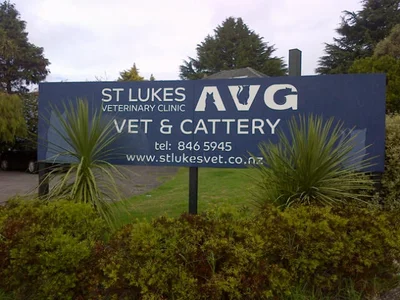 ST LUKES AVG
VETERINARY CLINIC
VET & CATTERY
tel: 846 5945
www.stlukesvet.co.nz